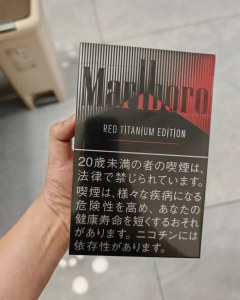 Marlboro
RED TITANIUM EDITION
20歳未満の者の喫煙は、
法律で禁じられています。
喫煙は、様々な疾病になる
危険性を高め、あなたの
健康寿命を短くするおそれ
があります。ニコチンには
依存性があります。